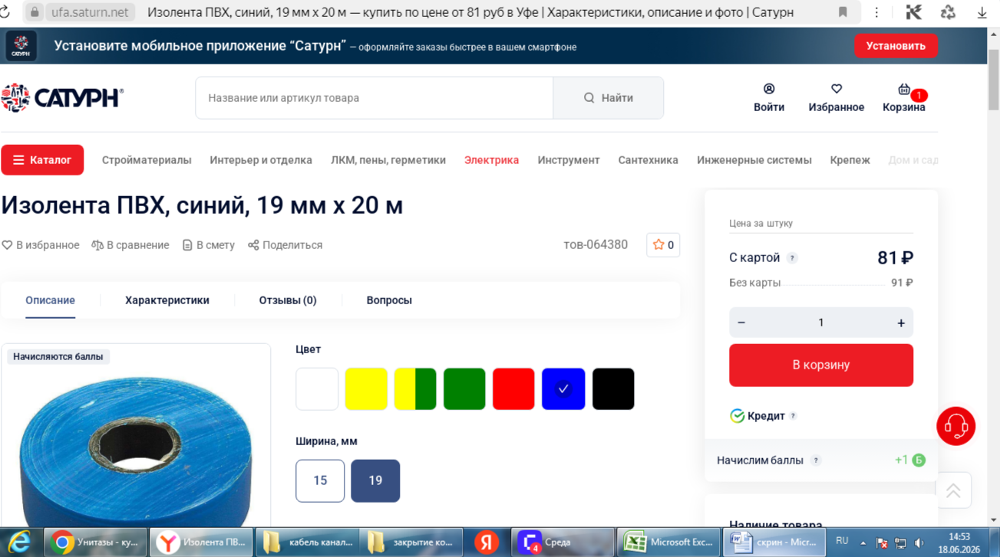 ufa.saturn.net Изолента ПВХ, синий, 19 мм х 20 м — купить по цене от 81 руб в Уфе | Характеристики, описание и фото | Сатурн
САТУРН Установите мобильное приложение “Сатурн” — оформляйте заказы быстрее в вашем смартфоне Установить
САТУРН® Название или артикул товара Найти Войти Избранное Корзина 1
Каталог Стройматериалы Интерьер и отделка ЛКМ, пены, герметики Электрика Инструмент Сантехника Инженерные системы Крепеж Дом и сад
Изолента ПВХ, синий, 19 мм х 20 м
В избранное В сравнение В смету Поделиться тов-064380 0
Описание Характеристики Отзывы (0) Вопросы
Начисляются баллы
Цвет
Ширина, мм
15 19
Цена за штуку
С картой ? 81 ₽
Без карты 91 ₽
− 1 +
В корзину
Кредит ?
Начислим баллы ? +1 Б
Наличие товара
Унитазы - ку... Изолента ПВ... кабель канал... закрытие ко... Я 4 Среда Microsoft Exc... скрин - Micr... RU 14:53
18.06.2026